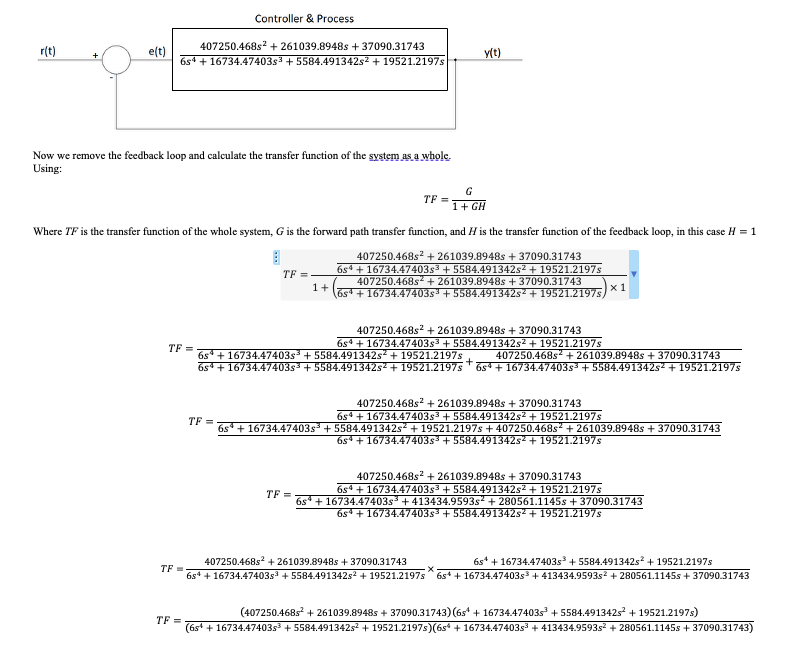 Controller & Process
r(t)
+
e(t)
407250.468s² + 261039.8948s + 37090.31743
6s⁴ + 16734.47403s³ + 5584.491342s² + 19521.2197s
y(t)
-
Now we remove the feedback loop and calculate the transfer function of the system as a whole.
Using:
TF = G
1 + GH
Where TF is the transfer function of the whole system, G is the forward path transfer function, and H is the transfer function of the feedback loop, in this case H = 1
407250.468s² + 261039.8948s + 37090.31743
6s⁴ + 16734.47403s³ + 5584.491342s² + 19521.2197s
TF =
407250.468s² + 261039.8948s + 37090.31743
1 + (6s⁴ + 16734.47403s³ + 5584.491342s² + 19521.2197s) × 1
407250.468s² + 261039.8948s + 37090.31743
6s⁴ + 16734.47403s³ + 5584.491342s² + 19521.2197s
TF =
6s⁴ + 16734.47403s³ + 5584.491342s² + 19521.2197s + 407250.468s² + 261039.8948s + 37090.31743
6s⁴ + 16734.47403s³ + 5584.491342s² + 19521.2197s 6s⁴ + 16734.47403s³ + 5584.491342s² + 19521.2197s
407250.468s² + 261039.8948s + 37090.31743
6s⁴ + 16734.47403s³ + 5584.491342s² + 19521.2197s
TF =
6s⁴ + 16734.47403s³ + 5584.491342s² + 19521.2197s + 407250.468s² + 261039.8948s + 37090.31743
6s⁴ + 16734.47403s³ + 5584.491342s² + 19521.2197s
407250.468s² + 261039.8948s + 37090.31743
6s⁴ + 16734.47403s³ + 5584.491342s² + 19521.2197s
TF =
6s⁴ + 16734.47403s³ + 413434.9593s² + 280561.1145s + 37090.31743
6s⁴ + 16734.47403s³ + 5584.491342s² + 19521.2197s
407250.468s² + 261039.8948s + 37090.31743 6s⁴ + 16734.47403s³ + 5584.491342s² + 19521.2197s
TF = ×
6s⁴ + 16734.47403s³ + 5584.491342s² + 19521.2197s 6s⁴ + 16734.47403s³ + 413434.9593s² + 280561.1145s + 37090.31743
(407250.468s² + 261039.8948s + 37090.31743)(6s⁴ + 16734.47403s³ + 5584.491342s² + 19521.2197s)
TF =
(6s⁴ + 16734.47403s³ + 5584.491342s² + 19521.2197s)(6s⁴ + 16734.47403s³ + 413434.9593s² + 280561.1145s + 37090.31743)